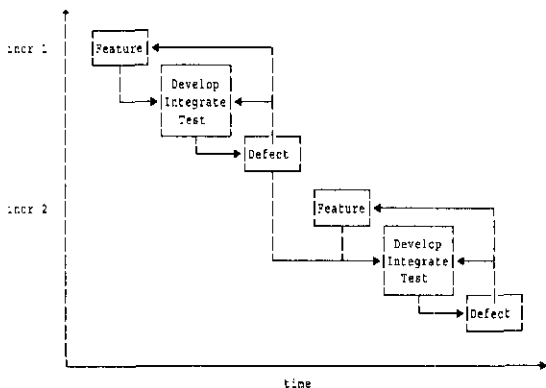 incr 1
Feature
Develop
Integrate
Test
Defect
incr 2
Feature
Develop
Integrate
Test
Defect
time